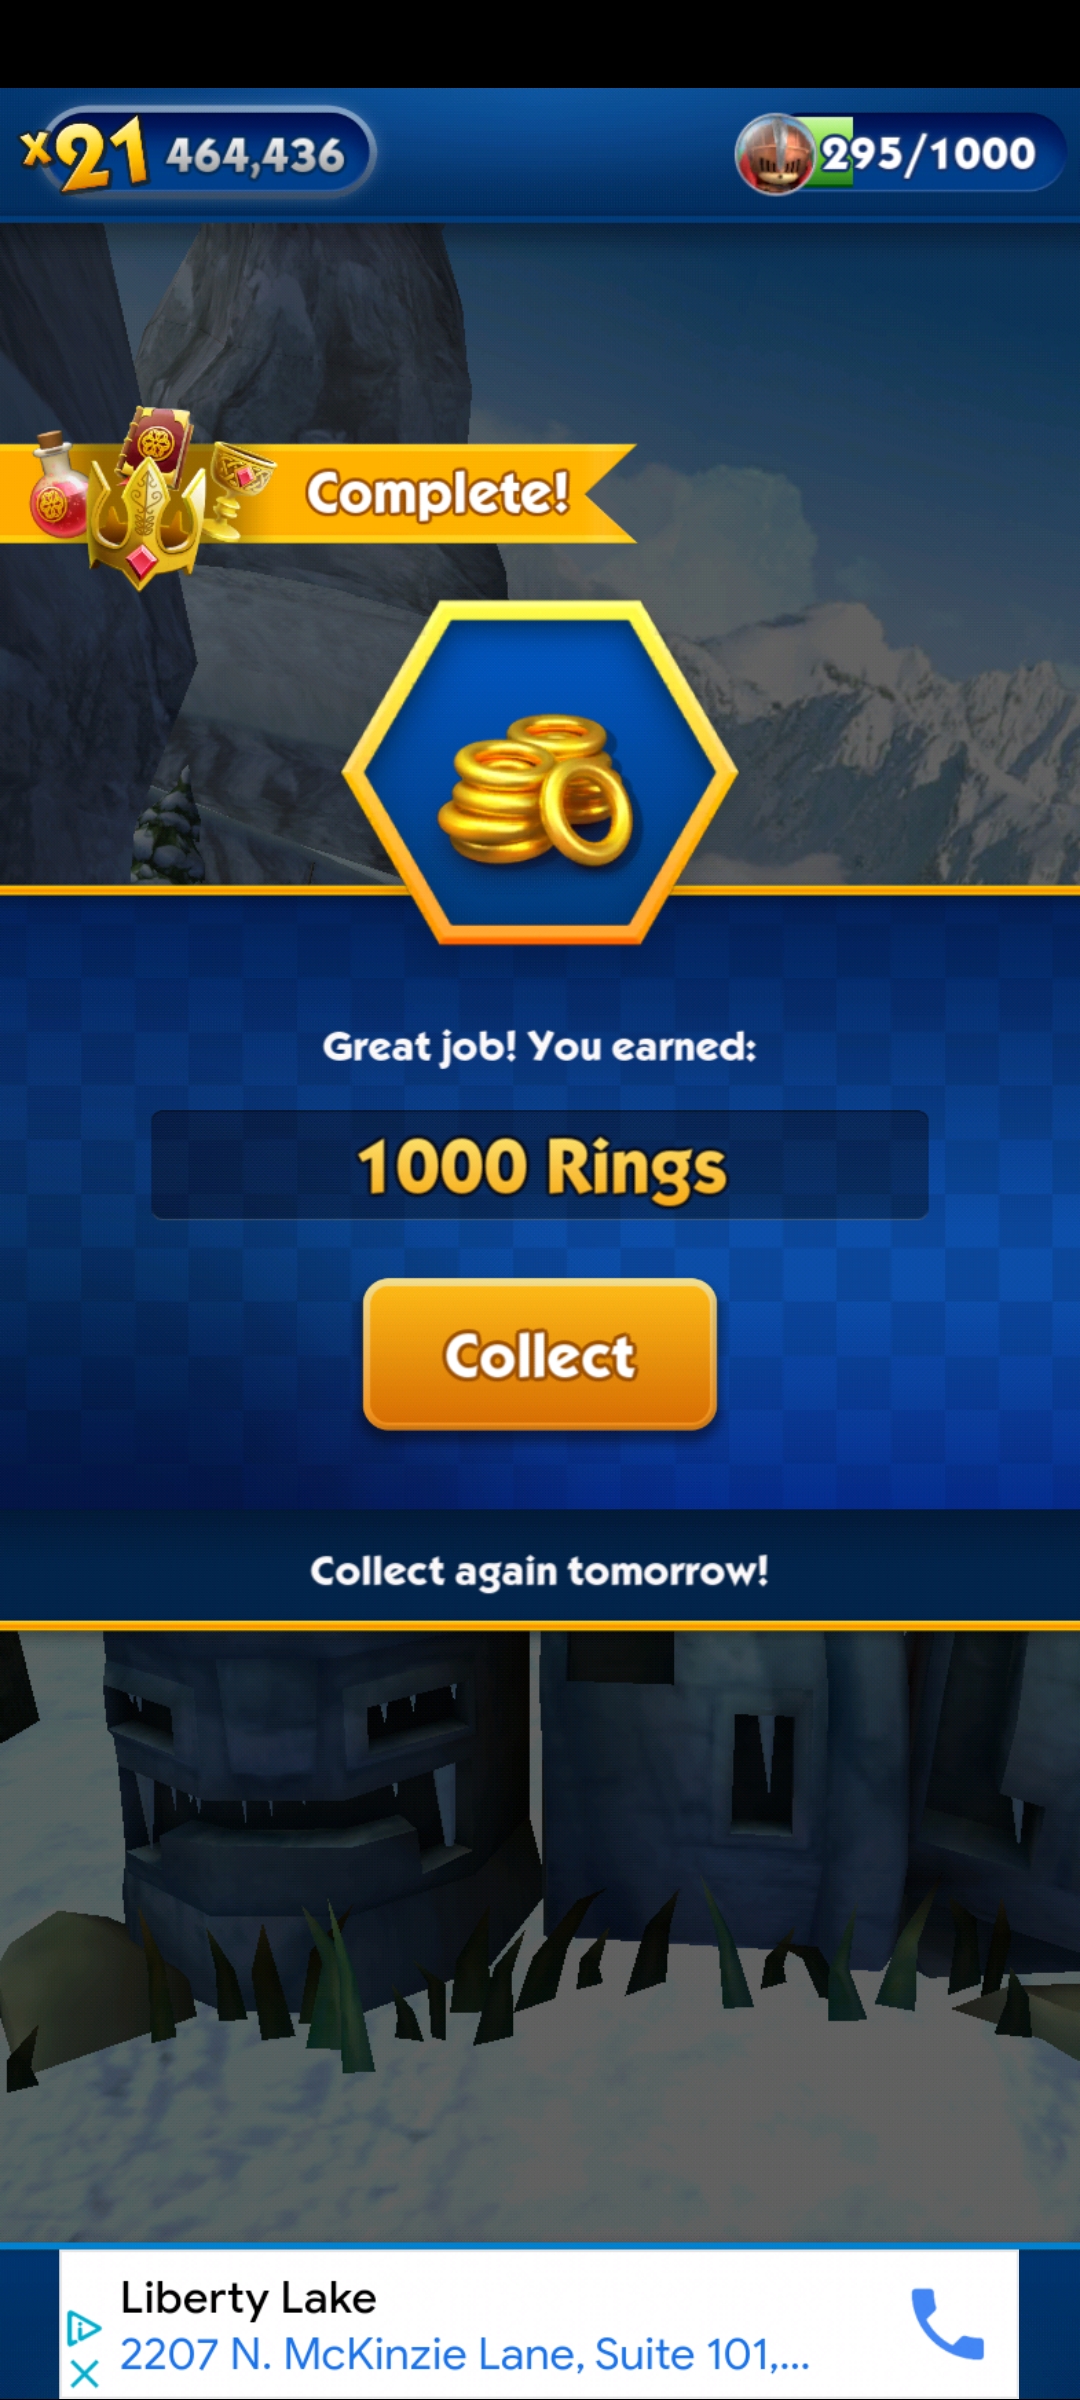 x21 464,436
295/1000
Complete!
Great job! You earned:
1000 Rings
Collect
Collect again tomorrow!
Liberty Lake
2207 N. McKinzie Lane, Suite 101,...